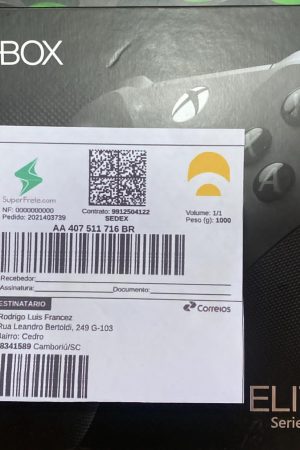 BOX
SuperFrete.com
NF: 0000000000
Pedido: 2021403739
Contrato: 9912504122
SEDEX
Volume: 1/1
Peso (g): 1000
AA 407 511 716 BR
Recebedor:
Assinatura: Documento:
ESTINATÁRIO
Correios
Rodrigo Luis Francez
Rua Leandro Bertoldi, 249 G-103
Bairro: Cedro
8341589 Camboriú/SC
A
ELI
Serie